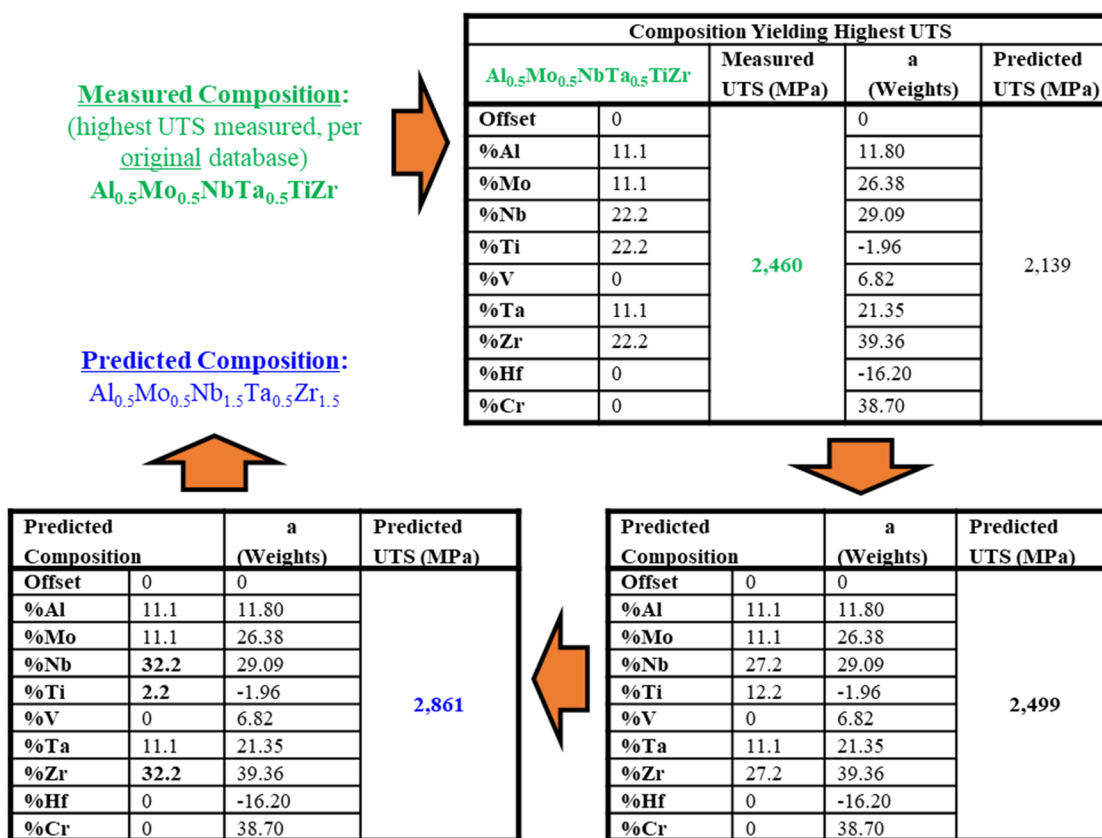 Measured Composition:
(highest UTS measured, per
original database)
Al0.5Mo0.5NbTa0.5TiZr
Composition Yielding Highest UTS
Al0.5Mo0.5NbTa0.5TiZr Measured UTS (MPa) a (Weights) Predicted UTS (MPa)
Offset 0 0
%Al 11.1 11.80
%Mo 11.1 26.38
%Nb 22.2 29.09
%Ti 22.2 2,460 -1.96 2,139
%V 0 6.82
%Ta 11.1 21.35
%Zr 22.2 39.36
%Hf 0 -16.20
%Cr 0 38.70
Predicted Composition:
Al0.5Mo0.5Nb1.5Ta0.5Zr1.5
Predicted Composition a (Weights) Predicted UTS (MPa)
Offset 0 0
%Al 11.1 11.80
%Mo 11.1 26.38
%Nb 32.2 29.09
%Ti 2.2 -1.96 2,861
%V 0 6.82
%Ta 11.1 21.35
%Zr 32.2 39.36
%Hf 0 -16.20
%Cr 0 38.70
Predicted Composition a (Weights) Predicted UTS (MPa)
Offset 0 0
%Al 11.1 11.80
%Mo 11.1 26.38
%Nb 27.2 29.09
%Ti 12.2 -1.96 2,499
%V 0 6.82
%Ta 11.1 21.35
%Zr 27.2 39.36
%Hf 0 -16.20
%Cr 0 38.70